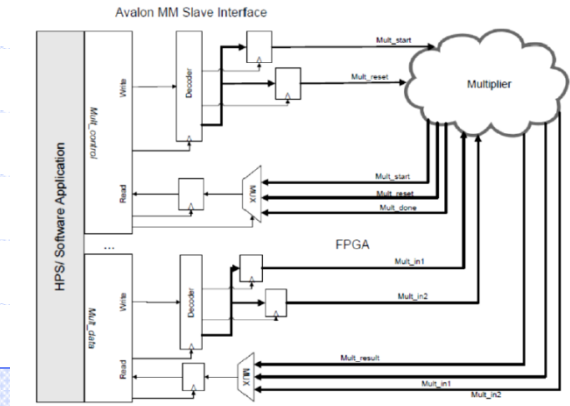 Avalon MM Slave Interface
HPS/ Software Application
Mult_control
Write
Read
Decoder
Mult_start
Mult_reset
Multiplier
MUX
Mult_start
Mult_reset
Mult_done
...
FPGA
Mult_data
Write
Read
Decoder
Mult_in1
Mult_in2
MUX
Mult_result
Mult_in1
Mult_in2